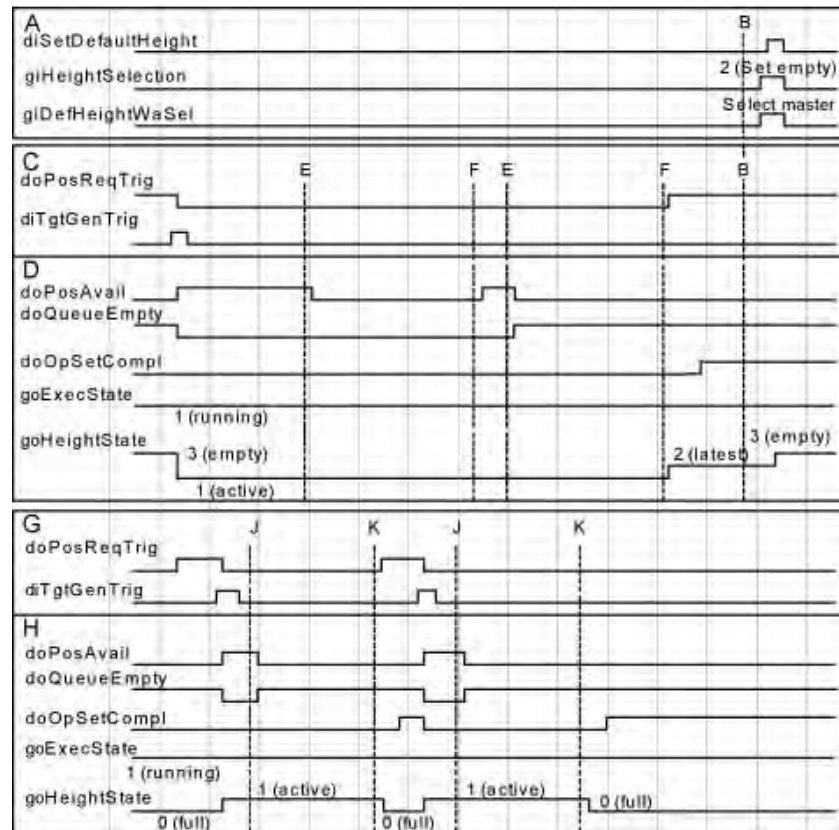 A
diSetDefaultHeight
B
giHeightSelection
2 (Set empty)
giDefHeightWaSel
Select master
C
doPosReqTrig
E
F
E
F
B
diTgtGenTrig
D
doPosAvail
doQueueEmpty
doOpSetCompl
goExecState
1 (running)
goHeightState
3 (empty)
1 (active)
2 (latest)
3 (empty)
G
doPosReqTrig
J
K
J
K
diTgtGenTrig
H
doPosAvail
doQueueEmpty
doOpSetCompl
goExecState
1 (running)
goHeightState
0 (full)
1 (active)
0 (full)
1 (active)
0 (full)